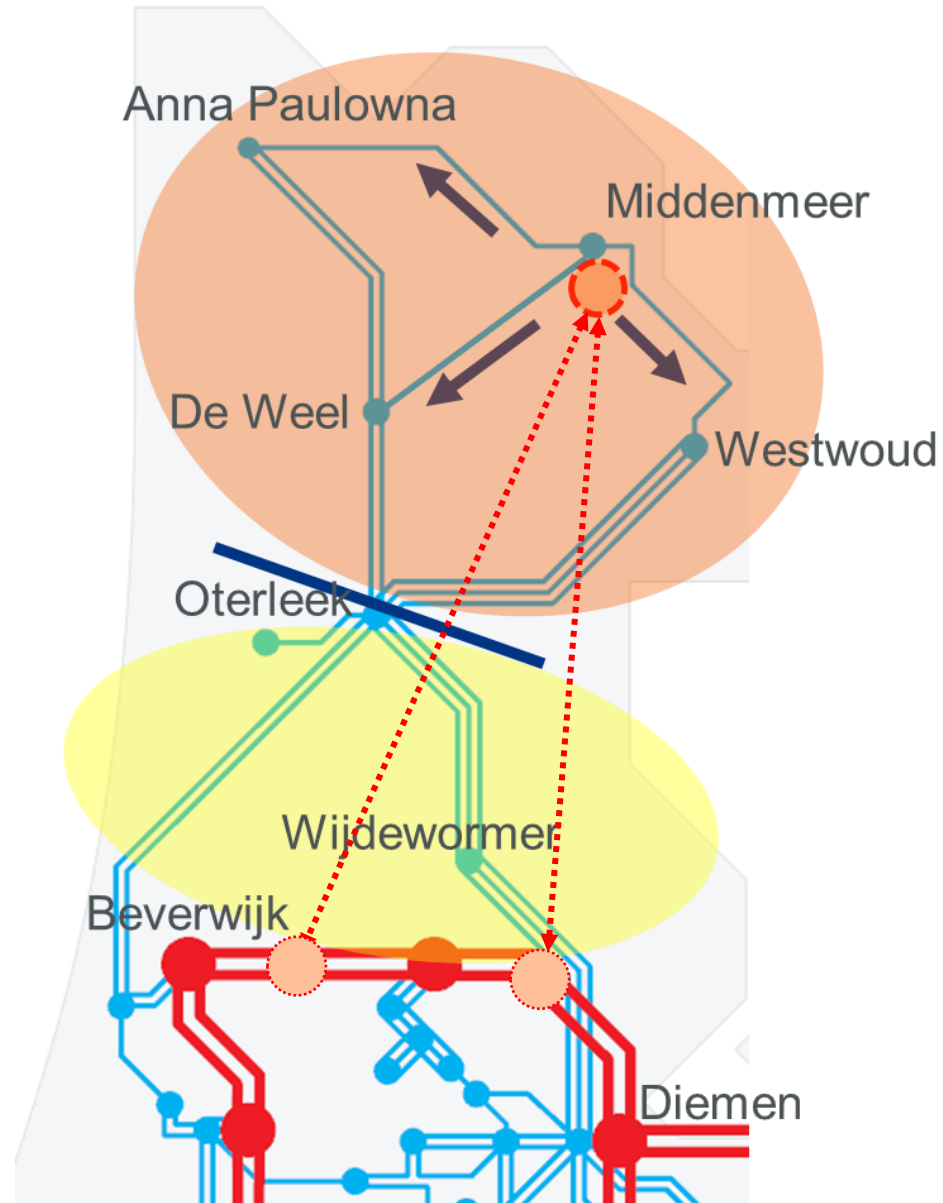 Anna Paulowna
Middenmeer
De Weel
Westwoud
Oterleek
Wijdewormer
Beverwijk
Diemen